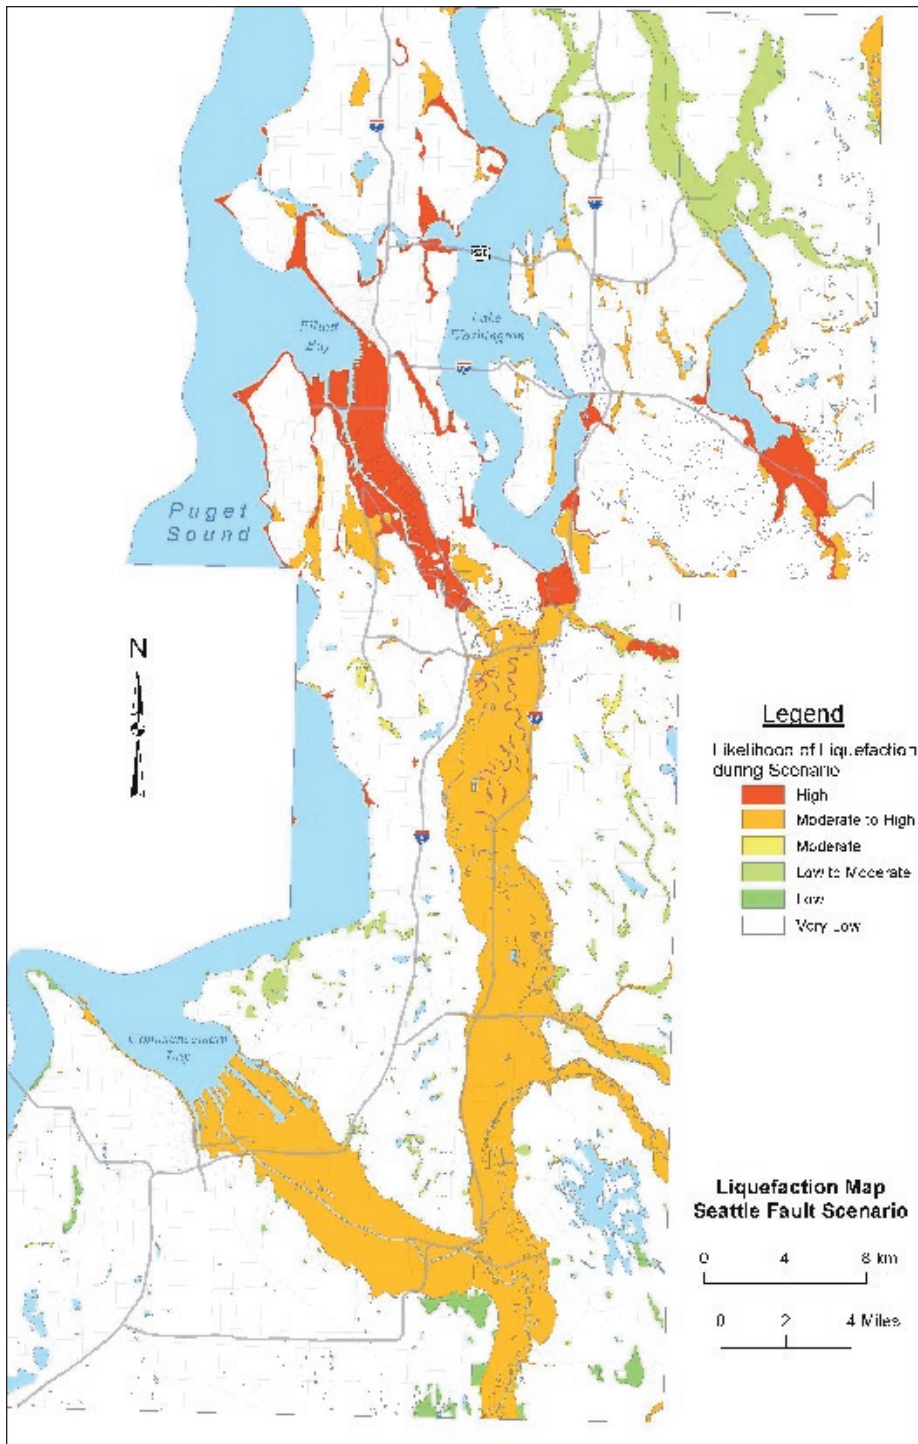 Elliott
Bay
Lake
Washington
Puget
Sound
N
Legend
Likelihood of Liquefaction
during Scenario
High
Moderate to High
Moderate
Low to Moderate
Low
Very Low
Commencement
Bay
Liquefaction Map
Seattle Fault Scenario
0 4 8 km
0 2 4 Miles